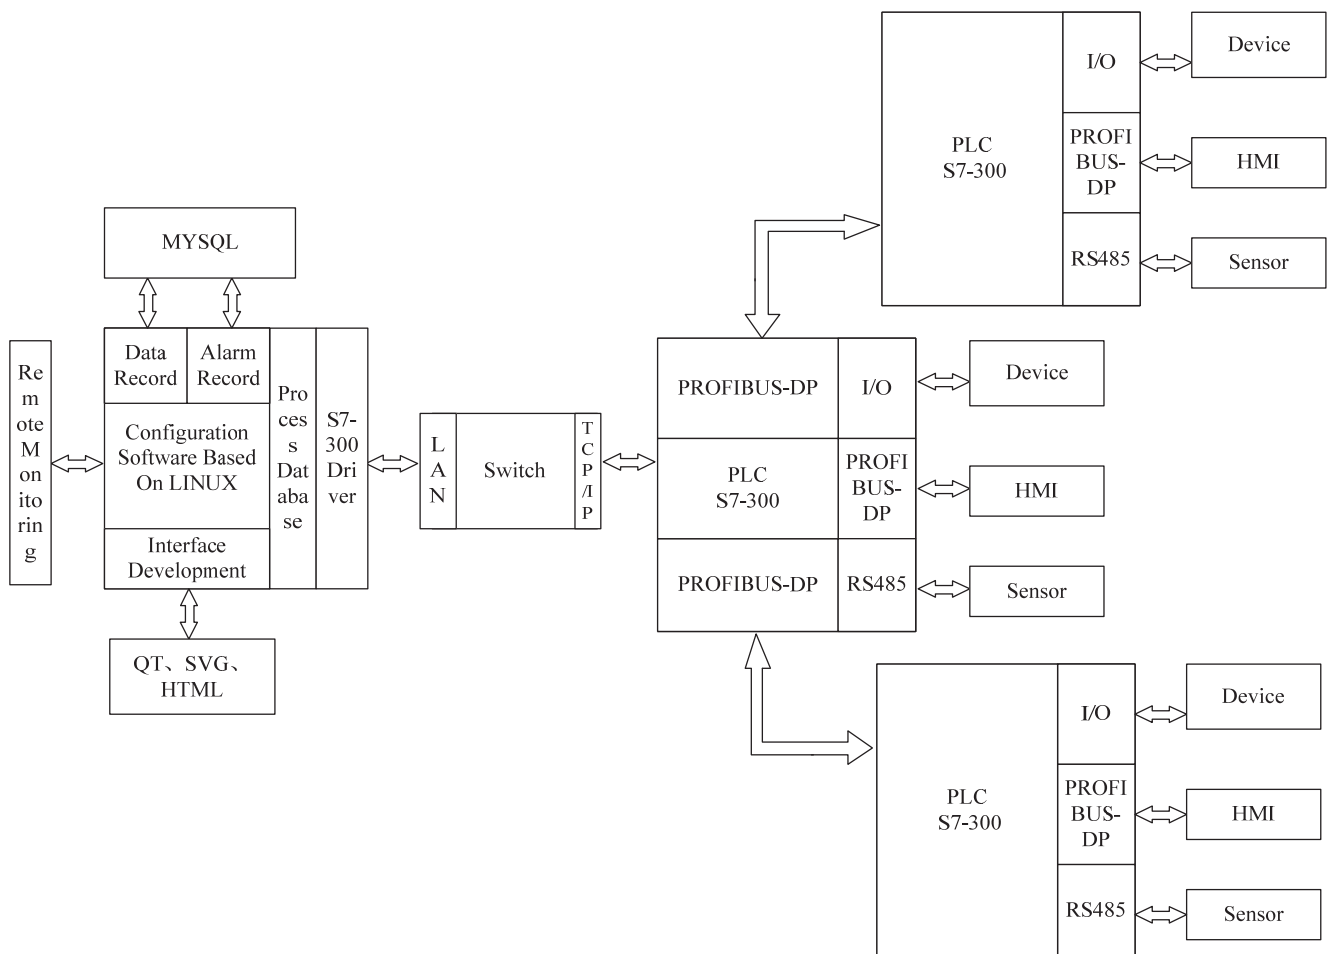 MYSQL
Data
Record
Alarm
Record
Re
m
ote
M
on
ito
rin
g
Configuration
Software Based
On LINUX
Interface
Development
Pro
ces
s
Dat
aba
se
S7-
300
Dri
ver
QT、SVG、
HTML
L
A
N
Switch
T
C
P
/I
P
PROFIBUS-DP
PLC
S7-300
PROFIBUS-DP
I/O
PROFI
BUS-
DP
RS485
Device
HMI
Sensor
PLC
S7-300
I/O
PROFI
BUS-
DP
RS485
Device
HMI
Sensor
PLC
S7-300
I/O
PROFI
BUS-
DP
RS485
Device
HMI
Sensor